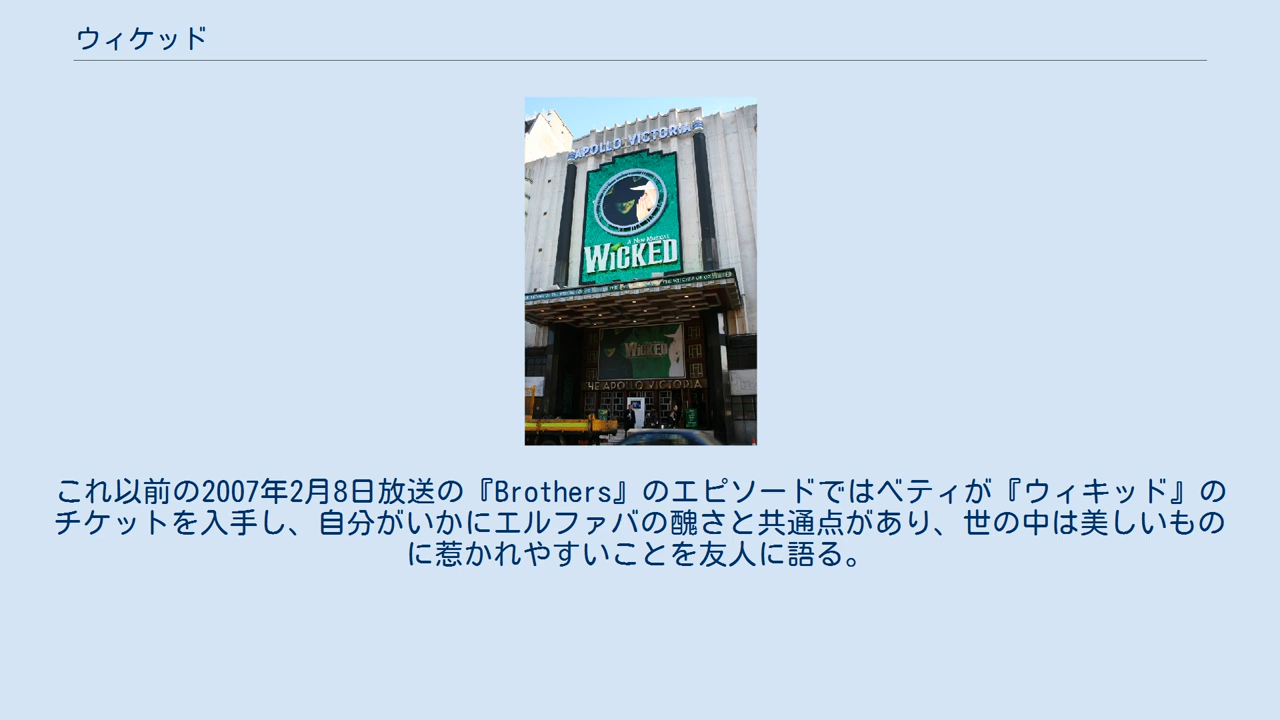 ウィケッド
APOLLO VICTORIA
A NEW MUSICAL
WICKED
WICKED
THE APOLLO VICTORIA
これ以前の2007年2月8日放送の『Brothers』のエピソードではベティが『ウィキッド』の
チケットを入手し、自分がいかにエルファバの醜さと共通点があり、世の中は美しいもの
に惹かれやすいことを友人に語る。